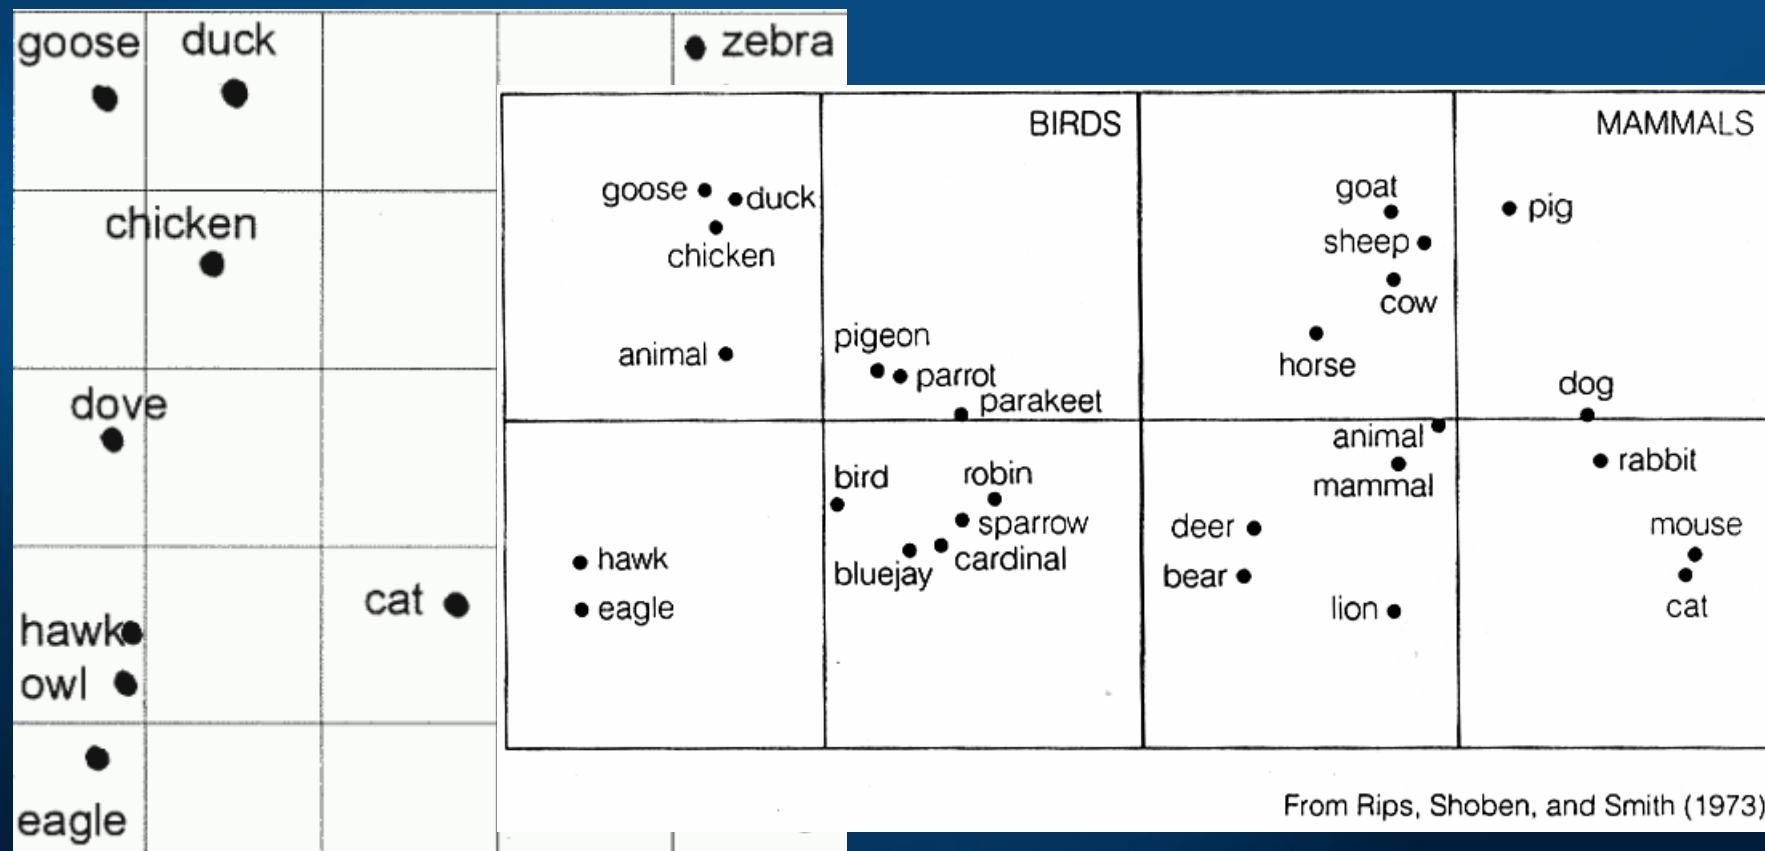 goose
duck
zebra
chicken
dove
cat
hawk
owl
eagle
BIRDS
goose
duck
chicken
animal
pigeon
parrot
parakeet
bird
robin
sparrow
cardinal
bluejay
hawk
eagle
MAMMALS
goat
pig
sheep
cow
horse
dog
animal
rabbit
mammal
deer
mouse
bear
cat
lion
From Rips, Shoben, and Smith (1973)